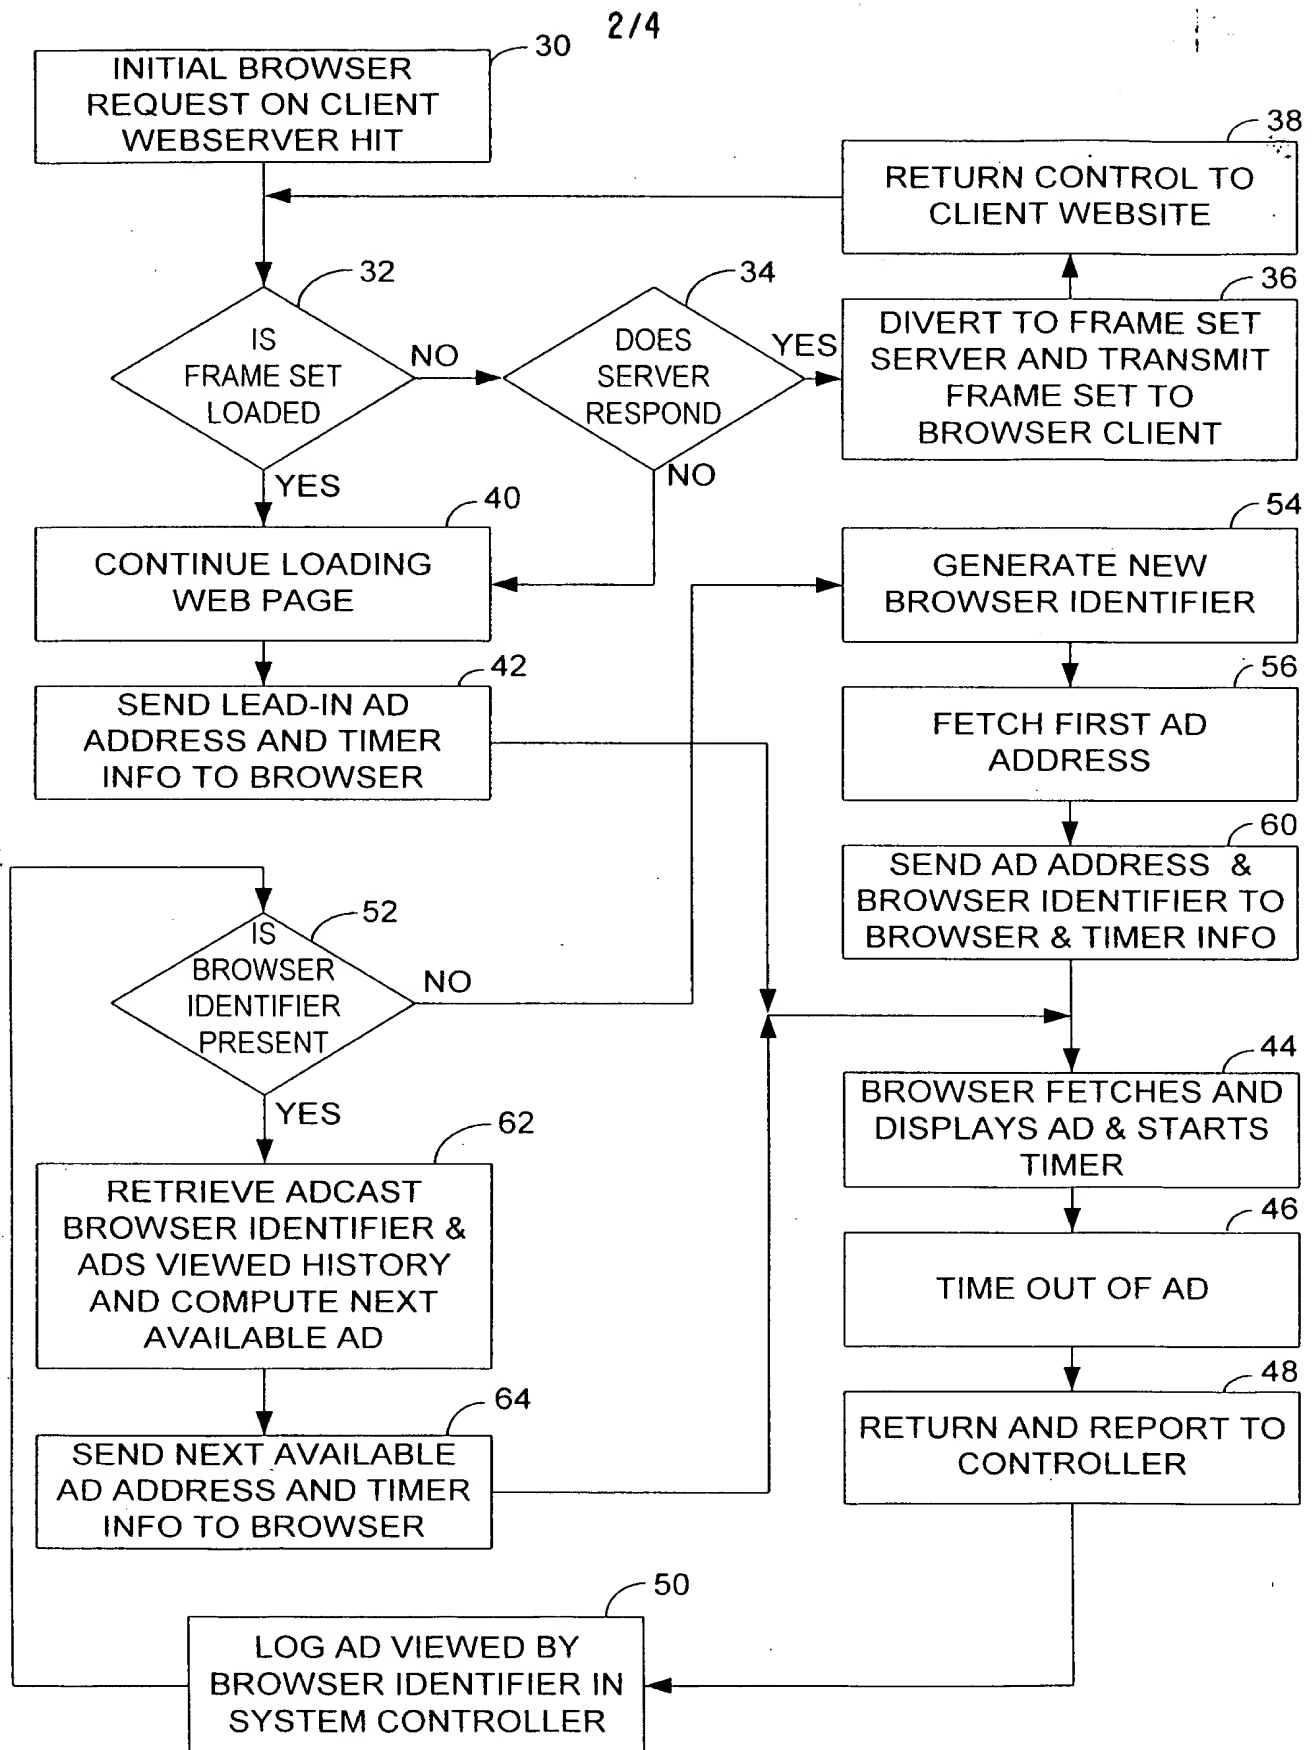 2/4
30
INITIAL BROWSER
REQUEST ON CLIENT
WEBSERVER HIT
38
RETURN CONTROL TO
CLIENT WEBSITE
32
IS
FRAME SET
LOADED
NO
YES
34
DOES
SERVER
RESPOND
YES
NO
36
DIVERT TO FRAME SET
SERVER AND TRANSMIT
FRAME SET TO
BROWSER CLIENT
40
CONTINUE LOADING
WEB PAGE
54
GENERATE NEW
BROWSER IDENTIFIER
42
SEND LEAD-IN AD
ADDRESS AND TIMER
INFO TO BROWSER
56
FETCH FIRST AD
ADDRESS
60
SEND AD ADDRESS &
BROWSER IDENTIFIER TO
BROWSER & TIMER INFO
52
IS
BROWSER
IDENTIFIER
PRESENT
NO
YES
44
BROWSER FETCHES AND
DISPLAYS AD & STARTS
TIMER
62
RETRIEVE ADCAST
BROWSER IDENTIFIER &
ADS VIEWED HISTORY
AND COMPUTE NEXT
AVAILABLE AD
46
TIME OUT OF AD
64
SEND NEXT AVAILABLE
AD ADDRESS AND TIMER
INFO TO BROWSER
48
RETURN AND REPORT TO
CONTROLLER
50
LOG AD VIEWED BY
BROWSER IDENTIFIER IN
SYSTEM CONTROLLER